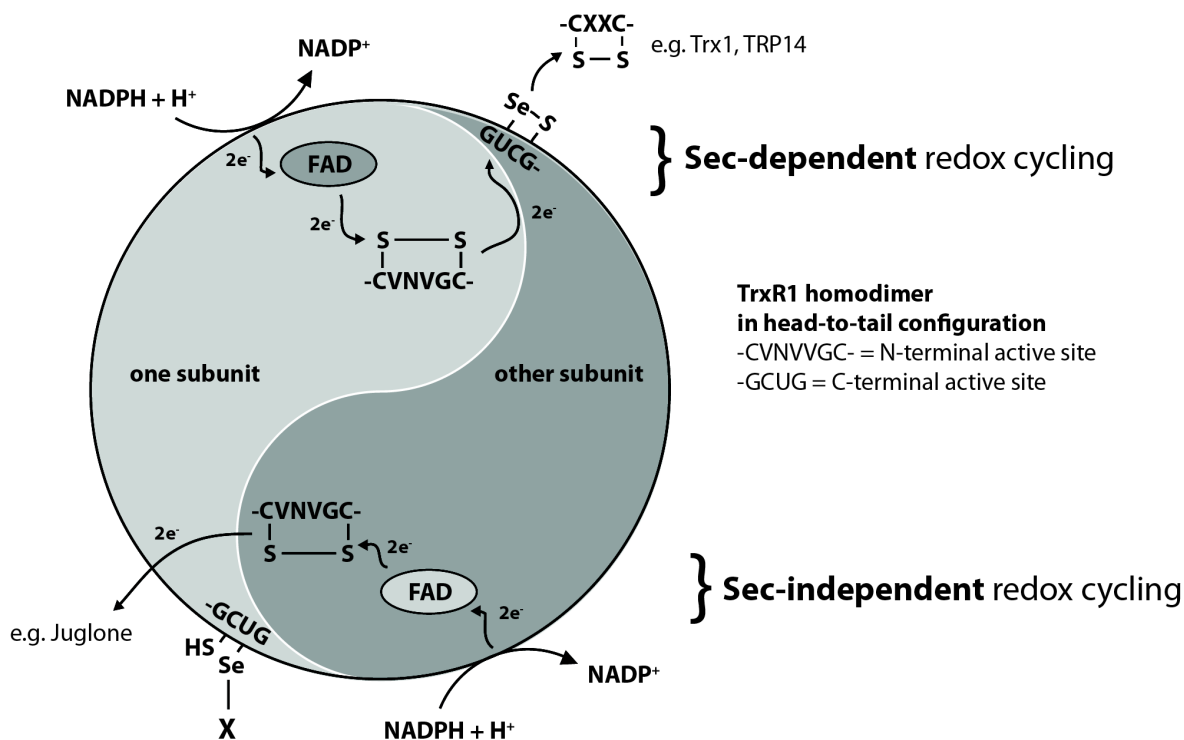 -CXXC-
S — S
e.g. Trx1, TRP14
NADP⁺
NADPH + H⁺
Se-S
GUCG-
2e⁻
FAD
} Sec-dependent redox cycling
2e⁻
2e⁻
S — S
-CVNVGC-
TrxR1 homodimer
in head-to-tail configuration
-CVNVVGC- = N-terminal active site
-GCUG = C-terminal active site
one subunit
other subunit
-CVNVGC-
S — S
2e⁻
2e⁻
FAD
2e⁻
} Sec-independent redox cycling
e.g. Juglone
-GCUG
HS
Se
X
NADP⁺
NADPH + H⁺